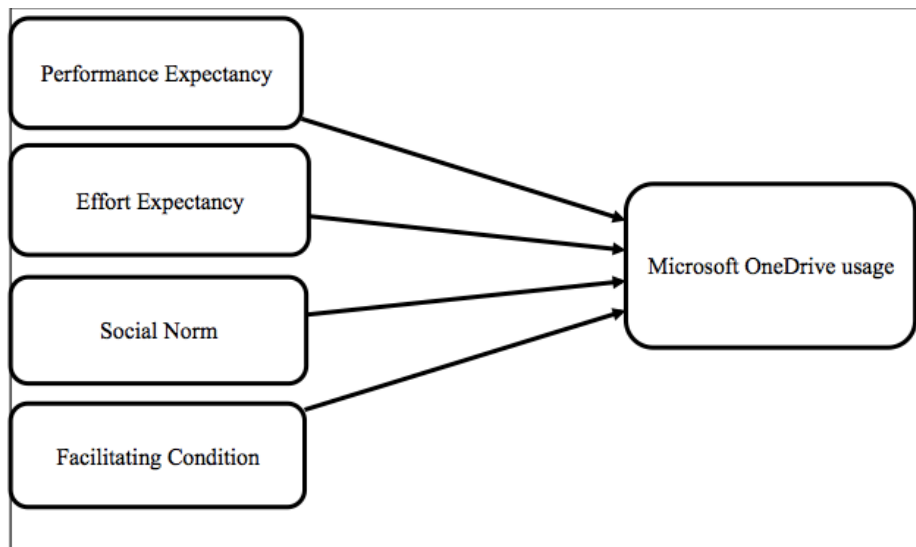 Performance Expectancy
Effort Expectancy
Microsoft OneDrive usage
Social Norm
Facilitating Condition